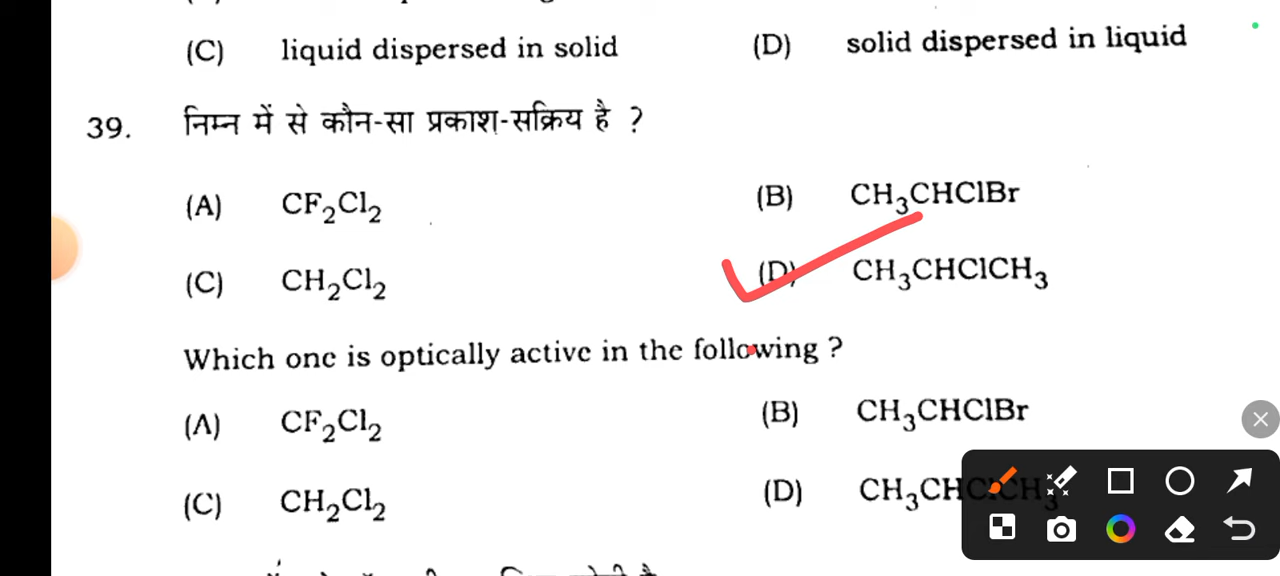 (C) liquid dispersed in solid (D) solid dispersed in liquid
39. निम्न में से कौन-सा प्रकाश-सक्रिय है ?
(A) CF₂Cl₂ (B) CH₃CHClBr
(C) CH₂Cl₂ (D) CH₃CHClCH₃
Which one is optically active in the following ?
(A) CF₂Cl₂ (B) CH₃CHClBr
(C) CH₂Cl₂ (D) CH₃CHClCH₃